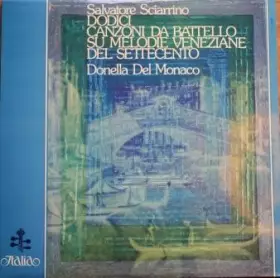 Salvatore Sciarrino
DODICI
CANZONI DA BATTELLO
SU MELODIE VENEZIANE
DEL SETTECENTO
Donella Del Monaco
Italia